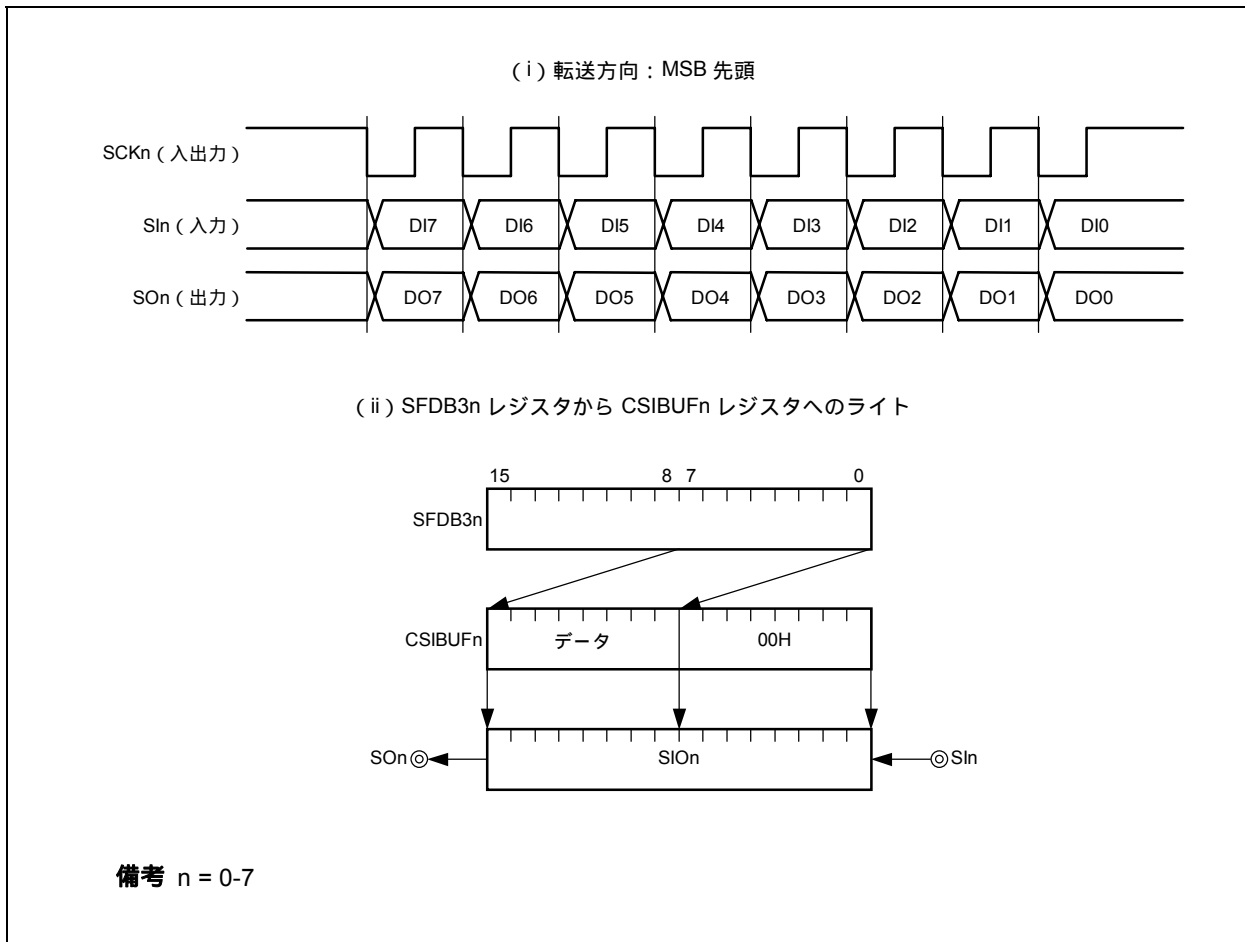 (i)転送方向:MSB 先頭
SCKn(入出力)
SIn(入力)
DI7 DI6 DI5 DI4 DI3 DI2 DI1 DI0
SOn(出力)
DO7 DO6 DO5 DO4 DO3 DO2 DO1 DO0
(ii)SFDB3n レジスタから CSIBUFn レジスタへのライト
15 8 7 0
SFDB3n
CSIBUFn データ 00H
SOn SIOn SIn
備考 n = 0-7